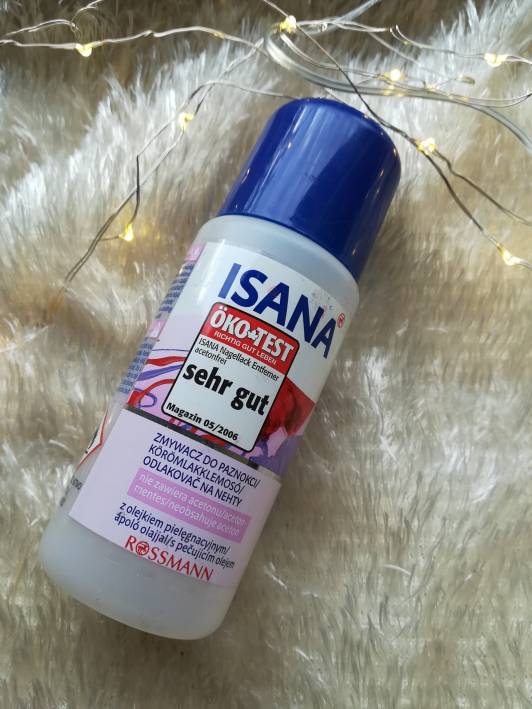 ISANA®
ÖKO TEST
RICHTIG GUT LEBEN
ISANA Nagellack Entferner
acetonfrei
sehr gut
Magazin 05/2006
ZMYWACZ DO PAZNOKCI/
KÖRÖMLAKKLEMOSÓ/
ODLAKOVAČ NA NEHTY
nie zawiera acetonu/aceton
mentes/neobsahuje aceton
z olejkiem pielęgnacyjnym/
ápoló olajjal/s pečujícím olejem
ROSSMANN